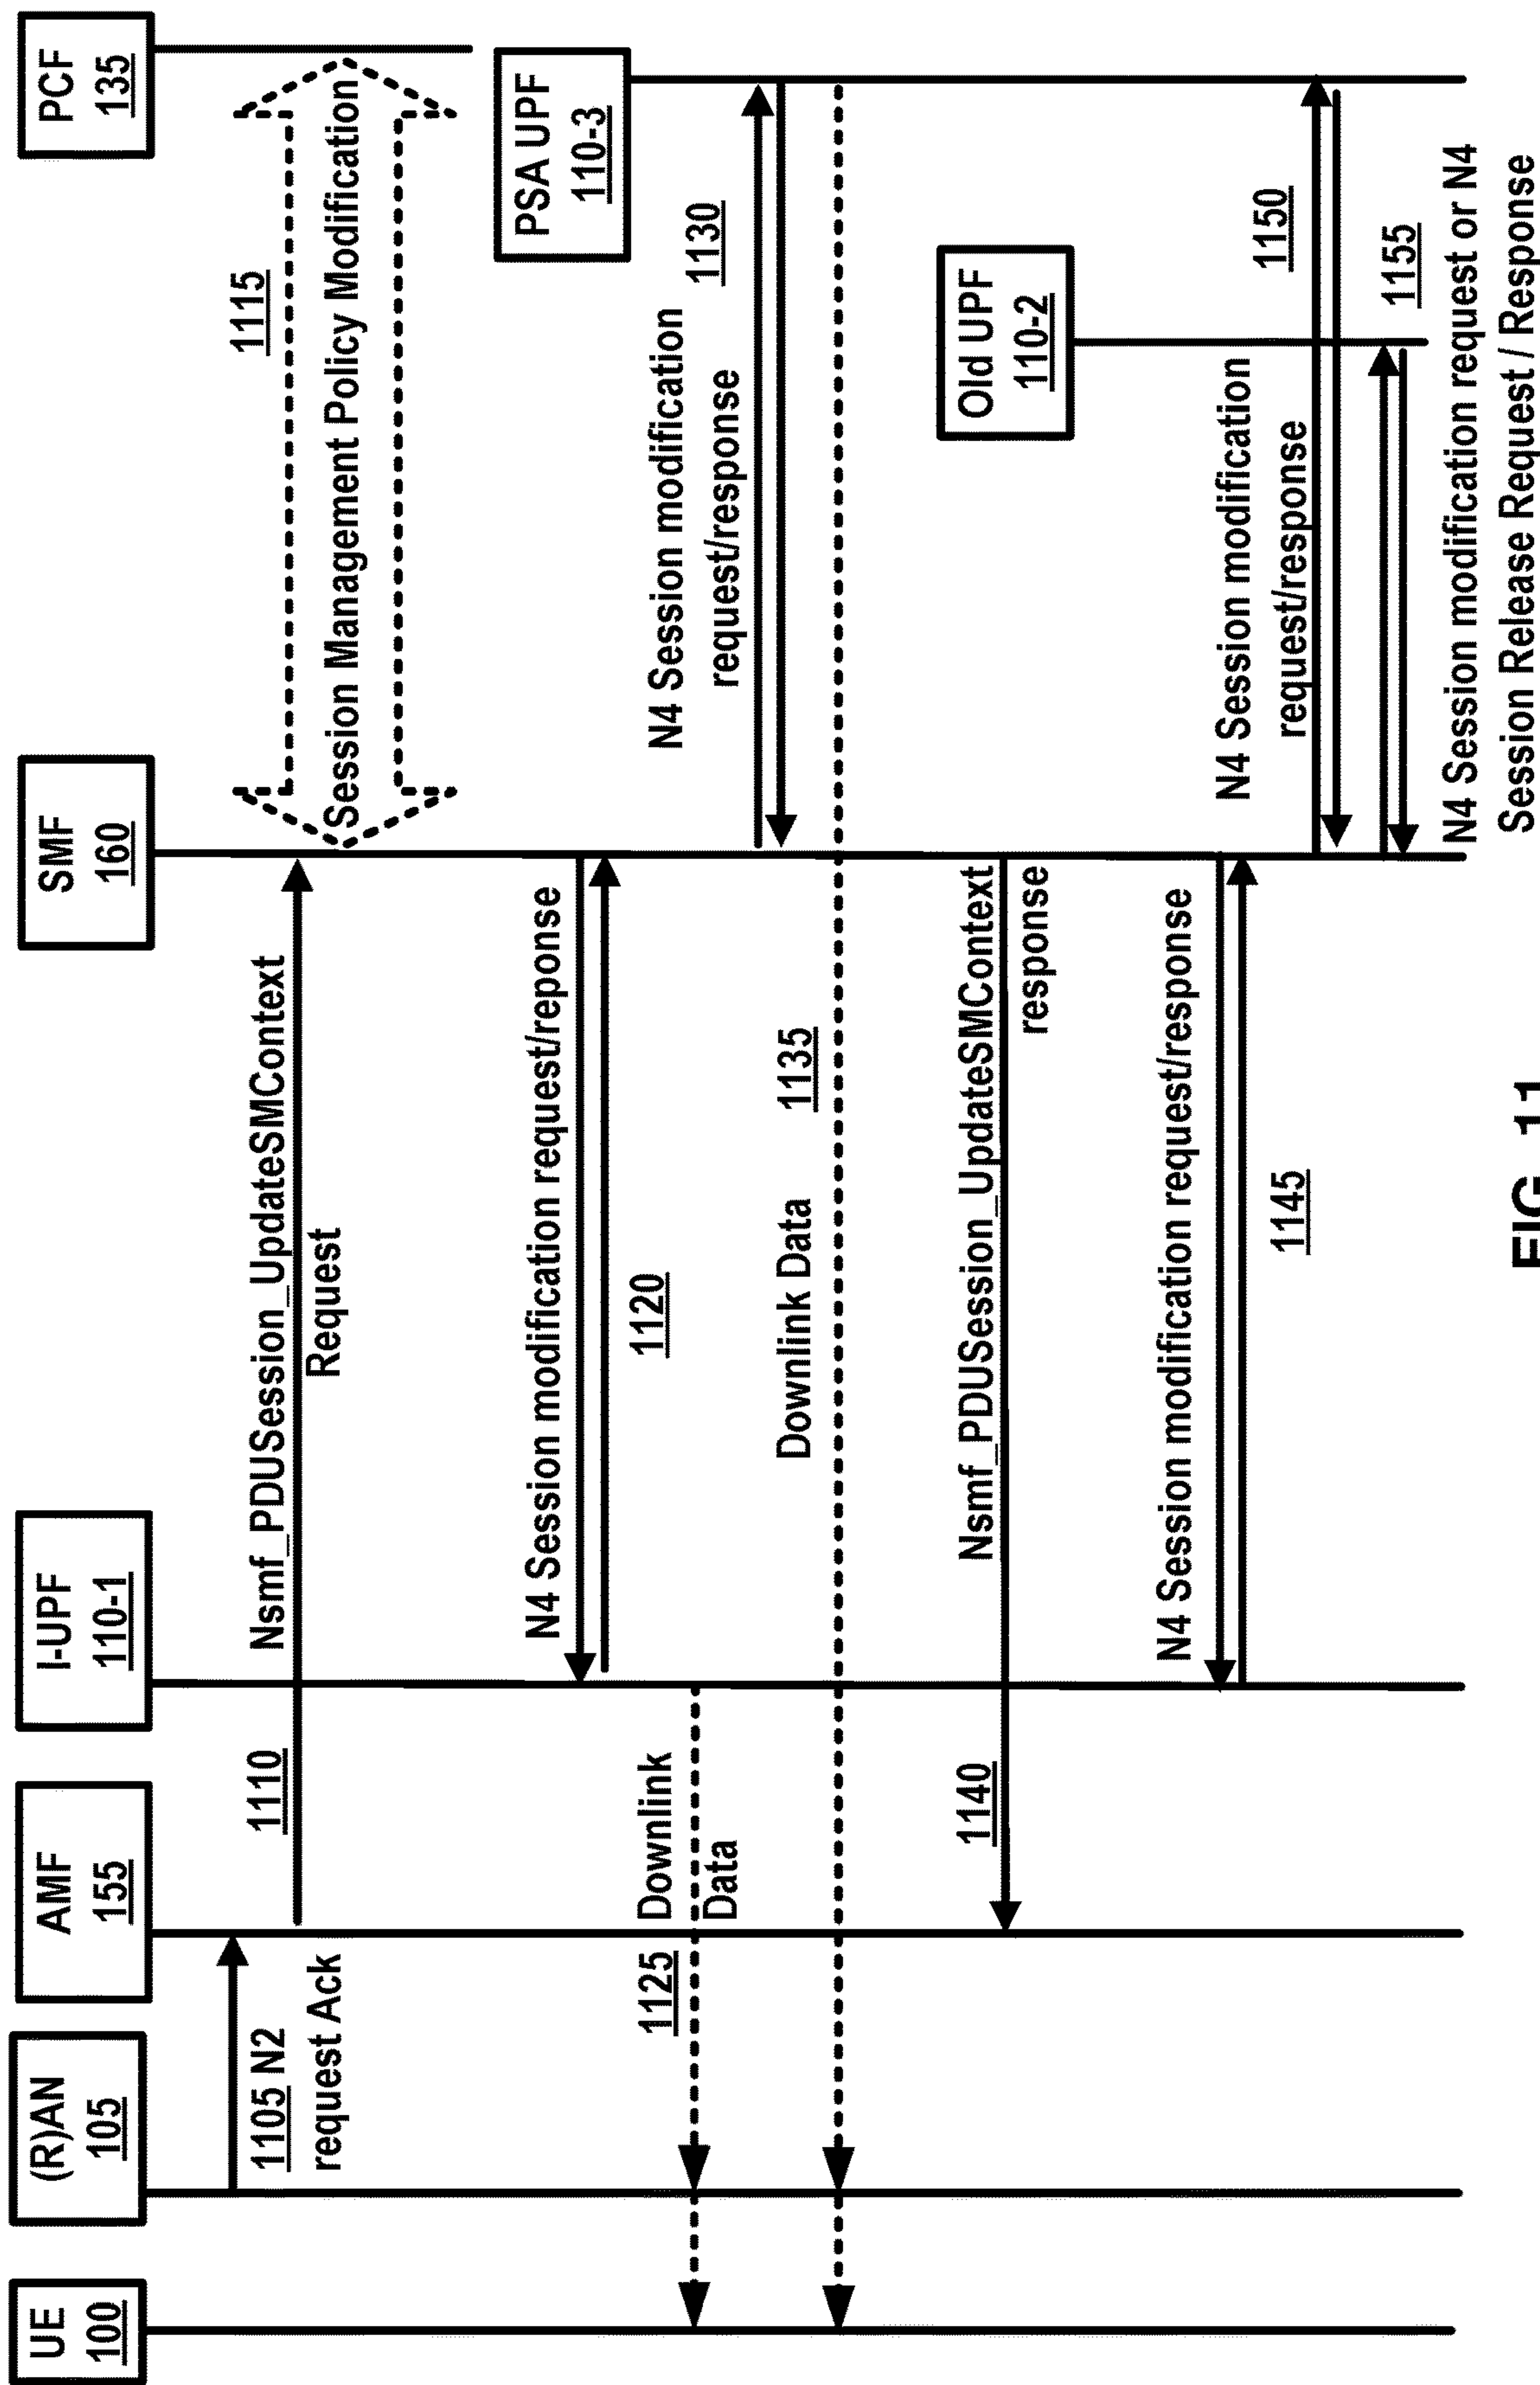 UE
100
(R)AN
105
AMF
155
I-UPF
110-1
SMF
160
PCF
135
1105 N2
request Ack
1110
Nsmf_PDUSession_UpdateSMContext
Request
1115
Session Management Policy Modification
PSA UPF
110-3
N4 Session modification request/reponse
1120
1125
Downlink
Data
N4 Session modification
request/response
1130
Downlink Data
1135
1140
Nsmf_PDUSession_UpdateSMContext
response
Old UPF
110-2
N4 Session modification request/response
1145
N4 Session modification
request/response
1150
1155
N4 Session modification request or N4
Session Release Request / Response
FIG. 11